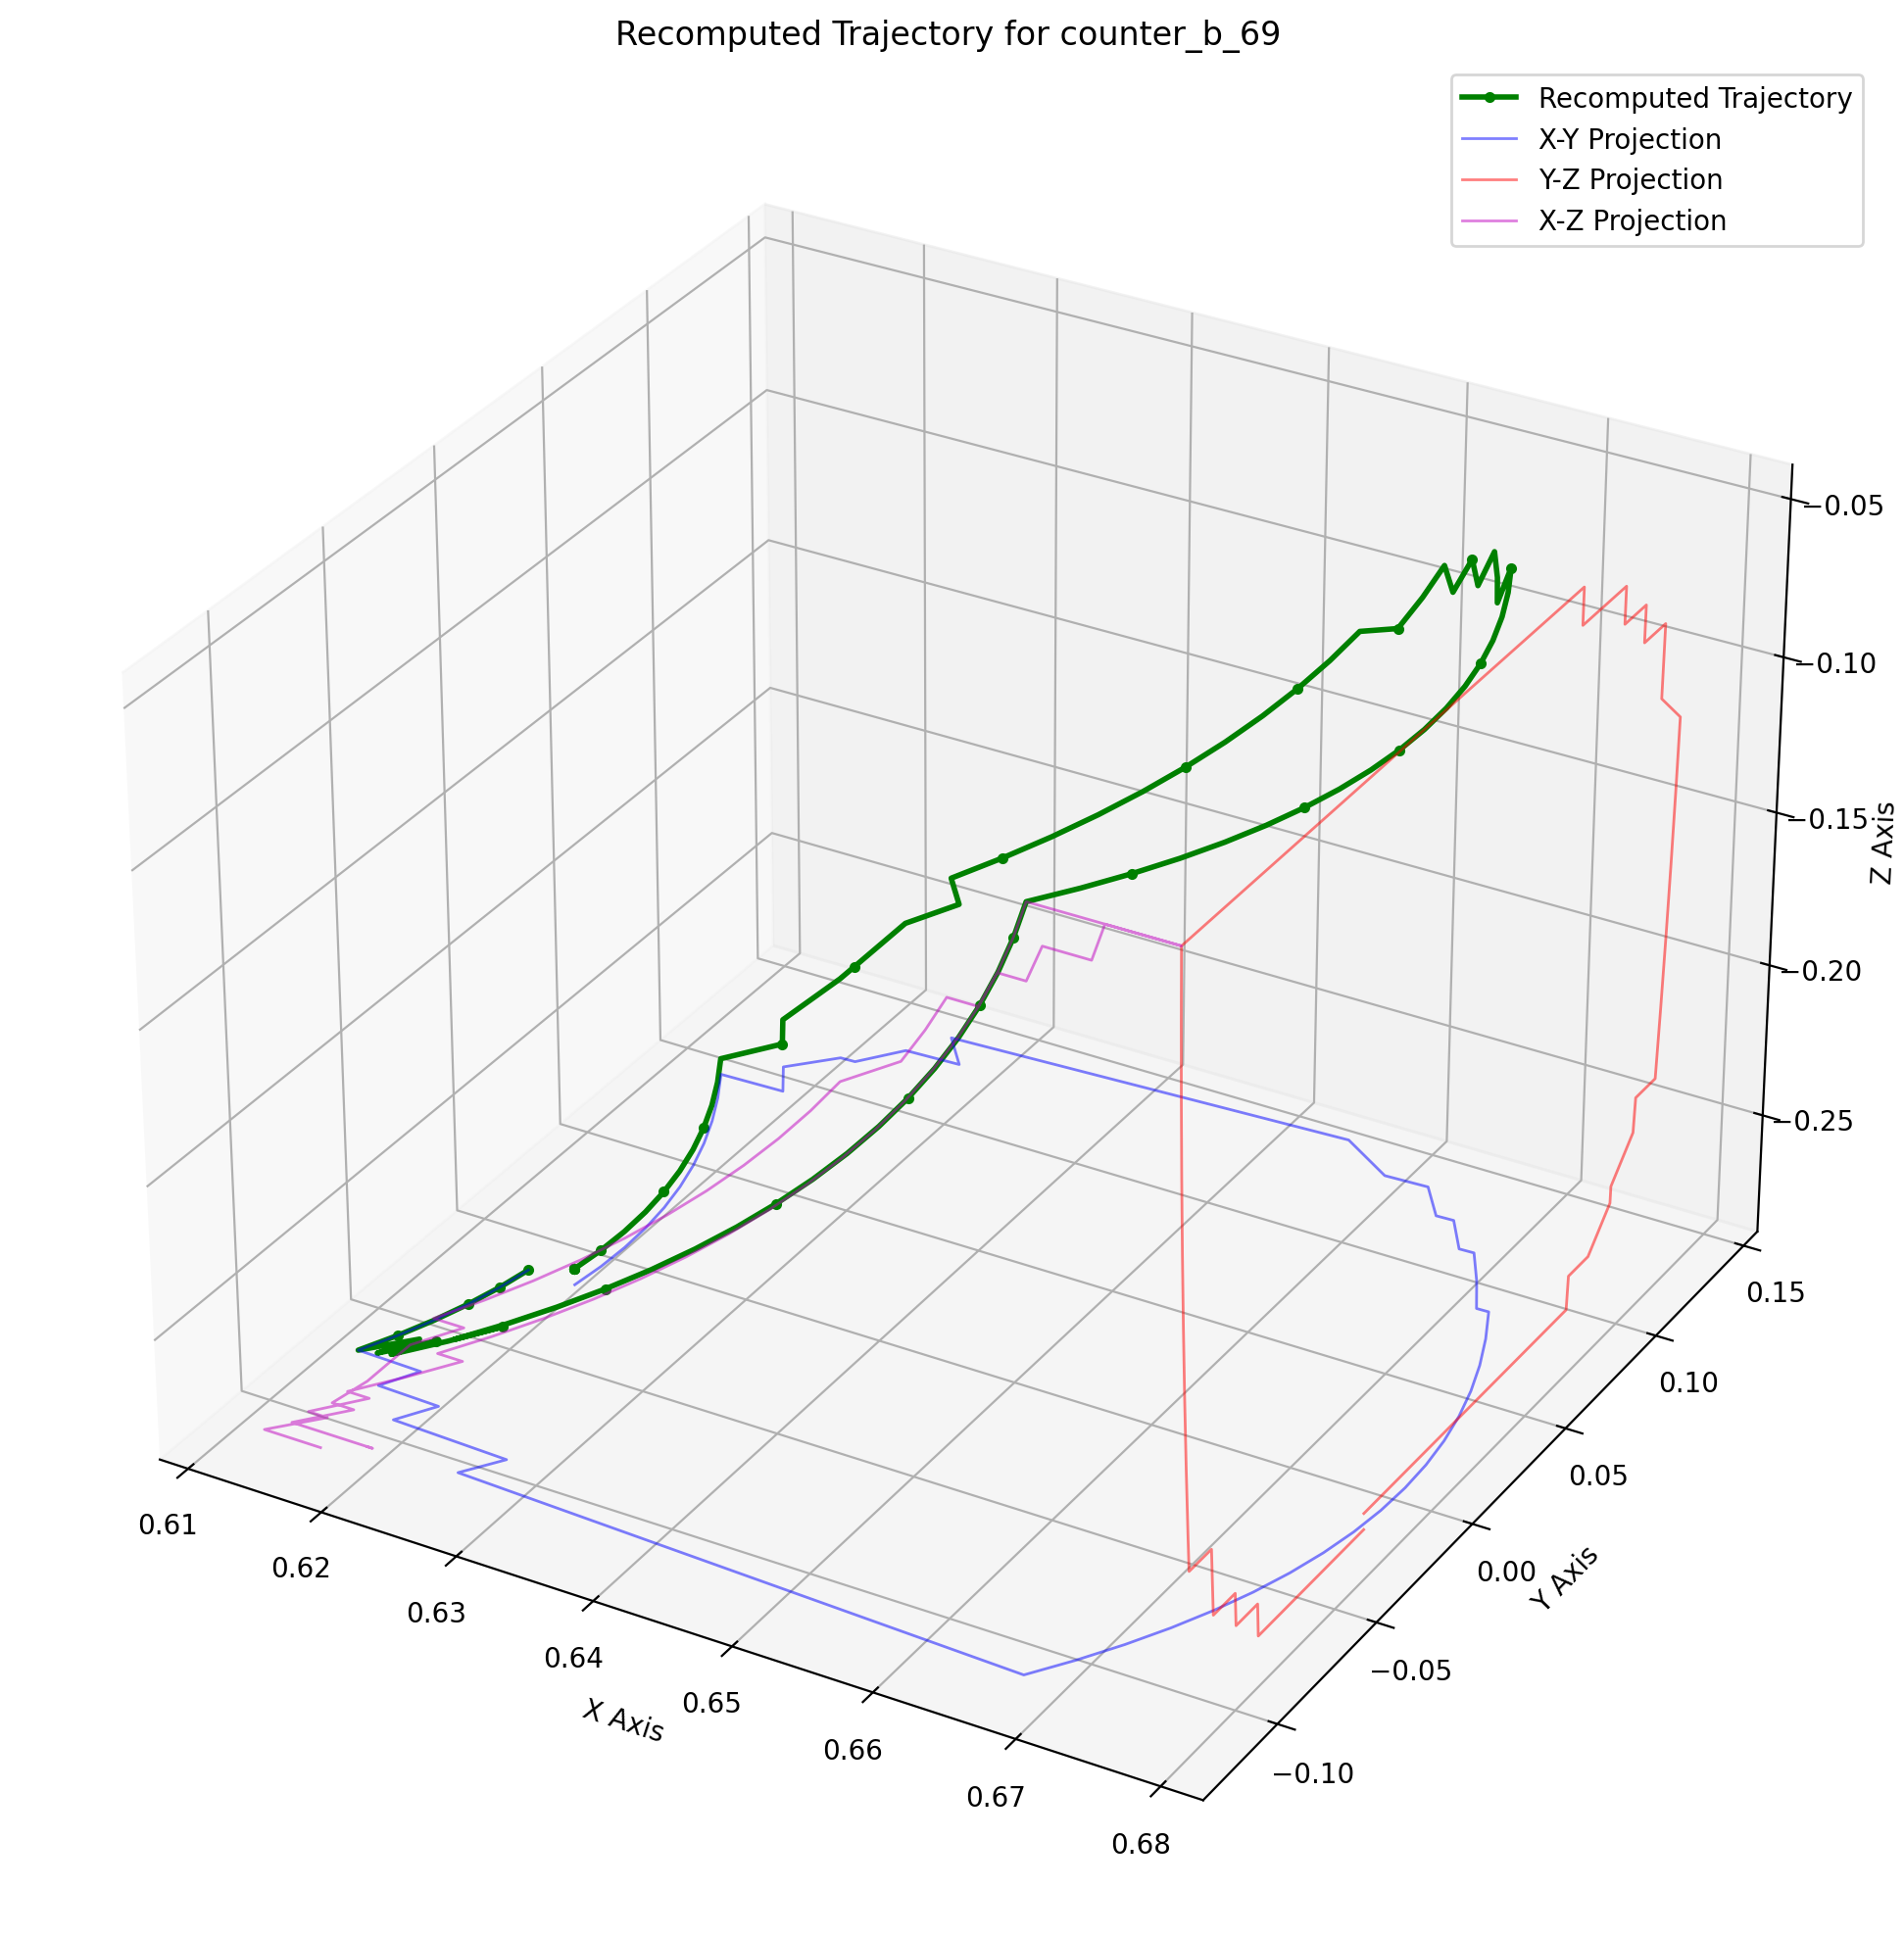 Recomputed Trajectory for counter_b_69
Recomputed Trajectory
X-Y Projection
Y-Z Projection
X-Z Projection
−0.05
−0.10
−0.15
−0.20
−0.25
Z Axis
0.15
0.10
0.05
0.00
−0.05
−0.10
Y Axis
0.61
0.62
0.63
0.64
0.65
0.66
0.67
0.68
X Axis